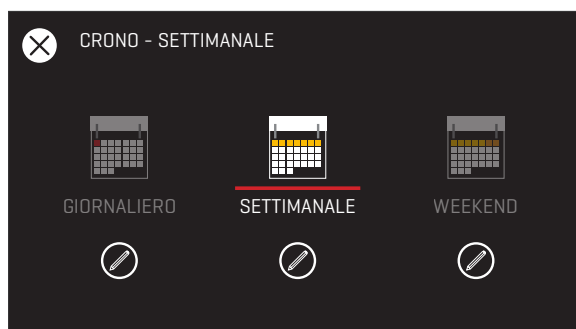 CRONO - SETTIMANALE
GIORNALIERO
SETTIMANALE
WEEKEND